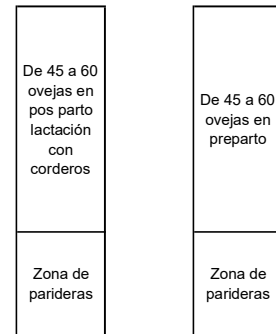 De 45 a 60
ovejas en
pos parto
lactación
con
corderos
Zona de
parideras
De 45 a 60
ovejas en
preparto
Zona de
parideras